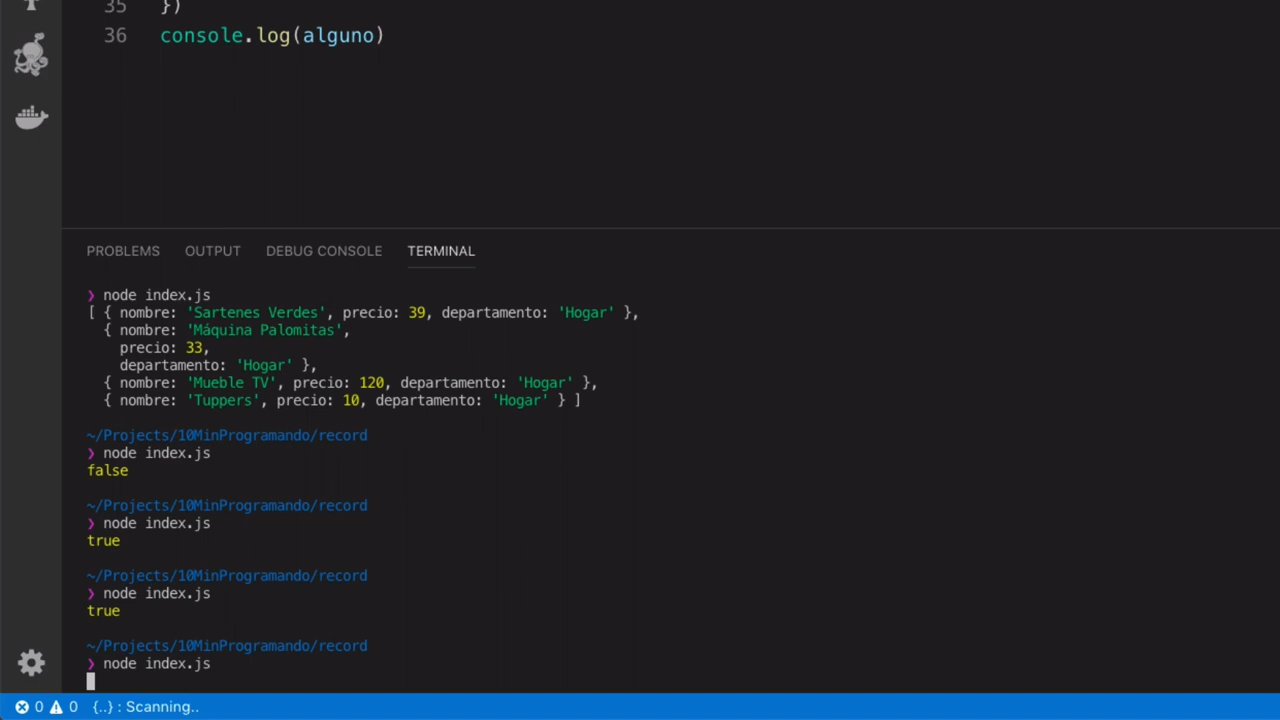 35 })
36 console.log(alguno)
PROBLEMS OUTPUT DEBUG CONSOLE TERMINAL
❯ node index.js
[ { nombre: 'Sartenes Verdes', precio: 39, departamento: 'Hogar' },
{ nombre: 'Máquina Palomitas',
precio: 33,
departamento: 'Hogar' },
{ nombre: 'Mueble TV', precio: 120, departamento: 'Hogar' },
{ nombre: 'Tuppers', precio: 10, departamento: 'Hogar' } ]
~/Projects/10MinProgramando/record
❯ node index.js
false
~/Projects/10MinProgramando/record
❯ node index.js
true
~/Projects/10MinProgramando/record
❯ node index.js
true
~/Projects/10MinProgramando/record
❯ node index.js
0 0 {..} : Scanning..